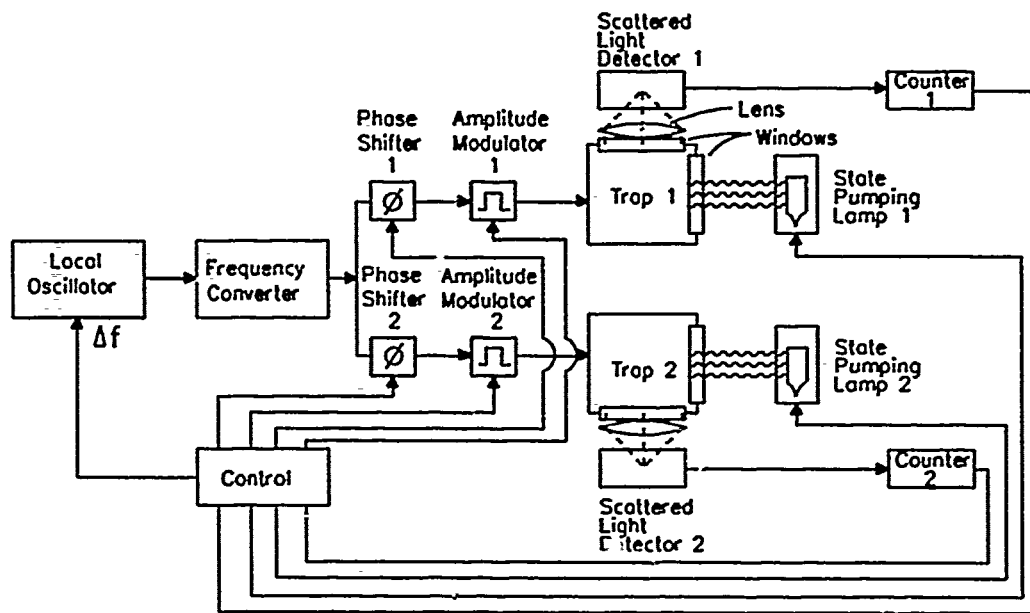 Scattered
Light
Detector 1
Counter
1
Lens
Windows
Phase
Shifter
1
Amplitude
Modulator
1
Ø
Trap 1
State
Pumping
Lamp 1
Local
Oscillator
Frequency
Converter
Phase
Shifter
2
Amplitude
Modulator
2
Δf
Ø
Trap 2
State
Pumping
Lamp 2
Control
Counter
2
Scattered
Light
Detector 2